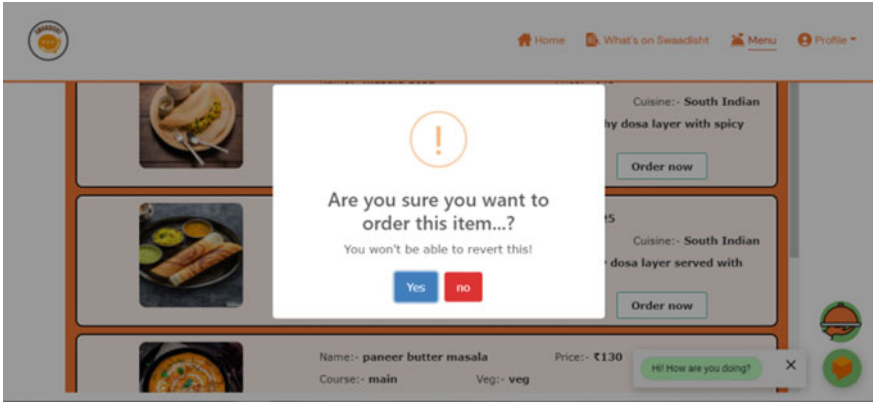 SWAADISHT
Home What's on Swaadisht Menu Profile
Cuisine:- South Indian
hy dosa layer with spicy
Order now
Are you sure you want to
order this item...?
You won't be able to revert this!
Yes no
Cuisine:- South Indian
dosa layer served with
Order now
Name:- paneer butter masala Price:- ₹130
Course:- main Veg:- veg
Hi! How are you doing?